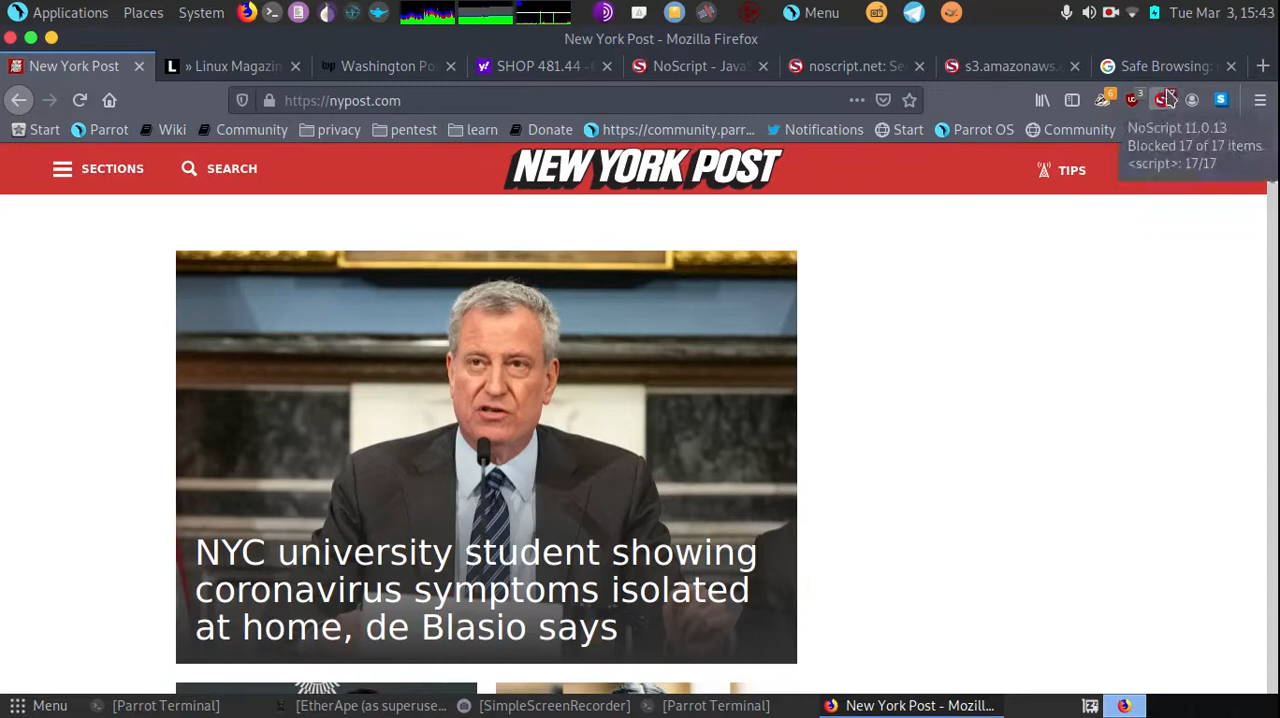 Applications Places System Menu Tue Mar 3, 15:43
New York Post - Mozilla Firefox
New York Post » Linux Magazin Washington Po SHOP 481.44 - NoScript - JavaS noscript.net: Se s3.amazonaws. Safe Browsing:
https://nypost.com 6 3
Start Parrot Wiki Community privacy pentest learn Donate https://community.parr... Notifications Start Parrot OS Community
NoScript 11.0.13
Blocked 17 of 17 items.
<script>: 17/17
SECTIONS SEARCH NEW YORK POST TIPS
NYC university student showing
coronavirus symptoms isolated
at home, de Blasio says
Menu [Parrot Terminal] [EtherApe (as superuse... [SimpleScreenRecorder] [Parrot Terminal] New York Post - Mozill...